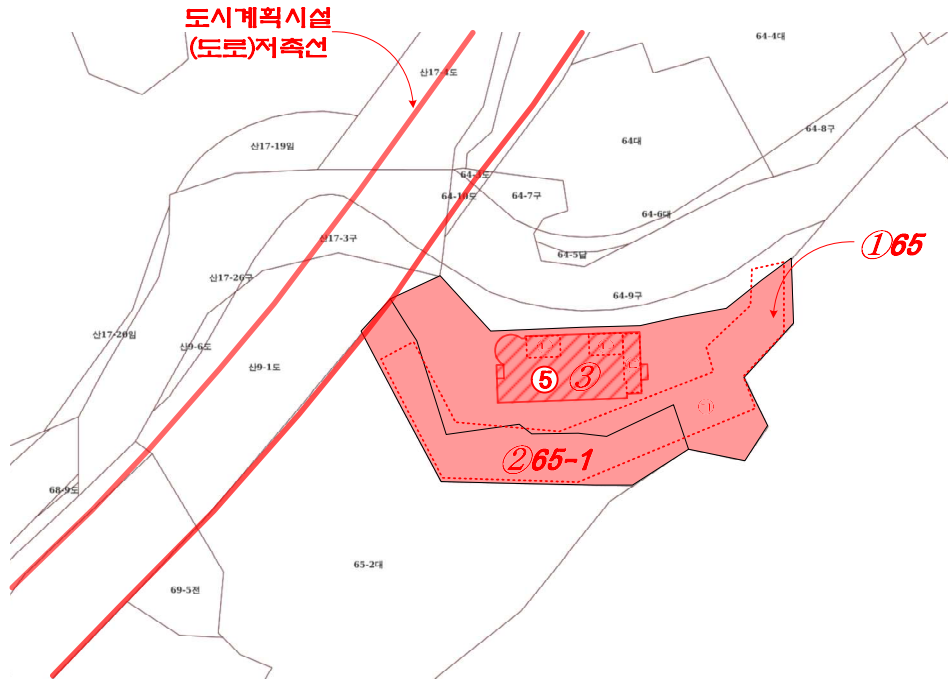 도시계획시설
(도로)저촉선
64-4대
산17-4도
64-8구
64대
산17-19임
64-3도
64-10도
64-7구
64-6대
산17-3구
64-5답
①65
산17-26구
64-9구
산17-20임
산9-6도
산9-1도
⑤ ③
ㄷ
②65-1
68-9도
65-2대
69-5전